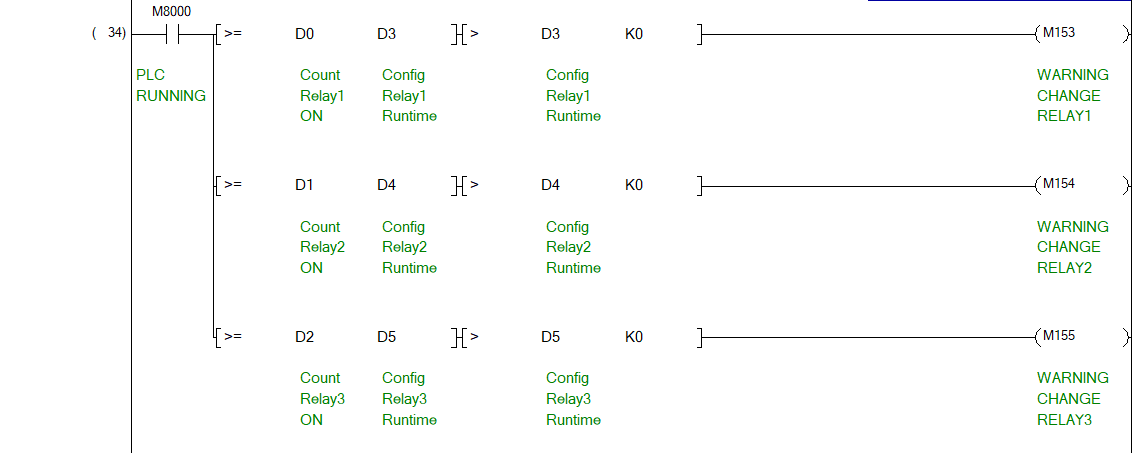 M8000
( 34) [>= D0 D3 ][> D3 K0 ] (M153 )
PLC Count Config Config WARNING
RUNNING Relay1 Relay1 Relay1 CHANGE
ON Runtime Runtime RELAY1
[>= D1 D4 ][> D4 K0 ] (M154 )
Count Config Config WARNING
Relay2 Relay2 Relay2 CHANGE
ON Runtime Runtime RELAY2
[>= D2 D5 ][> D5 K0 ] (M155 )
Count Config Config WARNING
Relay3 Relay3 Relay3 CHANGE
ON Runtime Runtime RELAY3